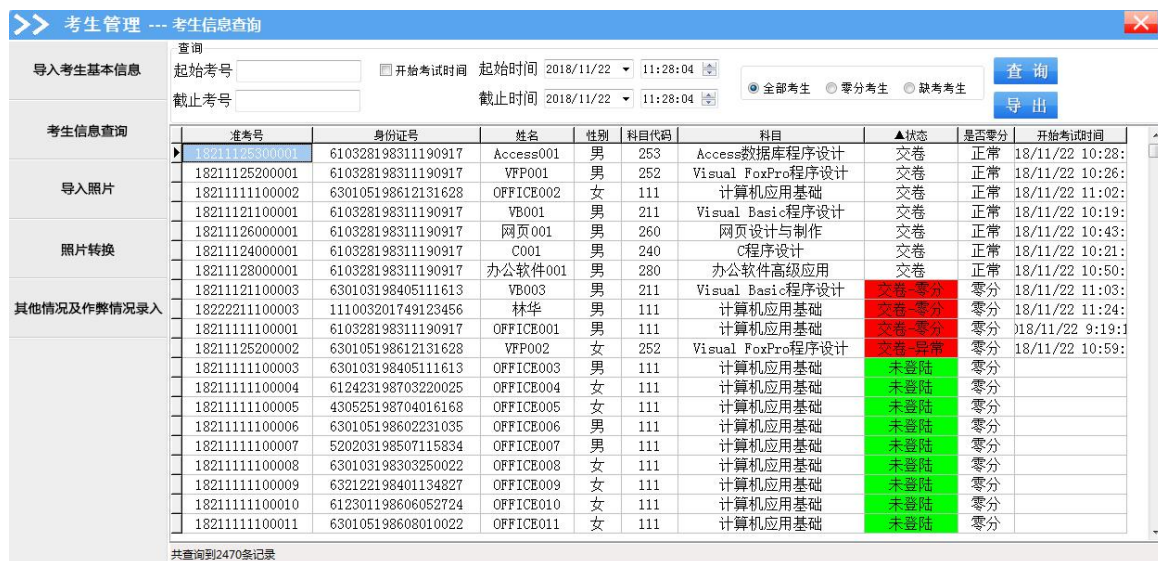 >> 考生管理 --- 考生信息查询
导入考生基本信息
考生信息查询
导入照片
照片转换
其他情况及作弊情况录入
查询
起始考号 开始考试时间 起始时间 2018/11/22 11:28:04 全部考生 零分考生 缺考考生 查 询
截止考号 截止时间 2018/11/22 11:28:04 导 出
准考号 身份证号 姓名 性别 科目代码 科目 ▲状态 是否零分 开始考试时间
18211125300001 610328198311190917 Access001 男 253 Access数据库程序设计 交卷 正常 18/11/22 10:28:
18211125200001 610328198311190917 VFP001 男 252 Visual FoxPro程序设计 交卷 正常 18/11/22 10:26:
18211111100002 630105198612131628 OFFICE002 女 111 计算机应用基础 交卷 正常 18/11/22 11:02:
18211121100001 610328198311190917 VB001 男 211 Visual Basic程序设计 交卷 正常 18/11/22 10:19:
18211126000001 610328198311190917 网页001 男 260 网页设计与制作 交卷 正常 18/11/22 10:43:
18211124000001 610328198311190917 C001 男 240 C程序设计 交卷 正常 18/11/22 10:21:
18211128000001 610328198311190917 办公软件001 男 280 办公软件高级应用 交卷 正常 18/11/22 10:50:
18211121100003 630103198405111613 VB003 男 211 Visual Basic程序设计 交卷-零分 零分 18/11/22 11:03:
18222211100003 111003201749123456 林华 男 111 计算机应用基础 交卷-零分 零分 18/11/22 11:24:
18211111100001 610328198311190917 OFFICE001 男 111 计算机应用基础 交卷-零分 零分 018/11/22 9:19:1
18211125200002 630105198612131628 VFP002 女 252 Visual FoxPro程序设计 交卷-异常 零分 18/11/22 10:59:
18211111100003 630103198405111613 OFFICE003 男 111 计算机应用基础 未登陆 零分
18211111100004 612423198703220025 OFFICE004 女 111 计算机应用基础 未登陆 零分
18211111100005 430525198704016168 OFFICE005 女 111 计算机应用基础 未登陆 零分
18211111100006 630105198602231035 OFFICE006 男 111 计算机应用基础 未登陆 零分
18211111100007 520203198507115834 OFFICE007 男 111 计算机应用基础 未登陆 零分
18211111100008 630103198303250022 OFFICE008 女 111 计算机应用基础 未登陆 零分
18211111100009 632122198401134827 OFFICE009 女 111 计算机应用基础 未登陆 零分
18211111100010 612301198606052724 OFFICE010 女 111 计算机应用基础 未登陆 零分
18211111100011 630105198608010022 OFFICE011 女 111 计算机应用基础 未登陆 零分
共查询到2470条记录